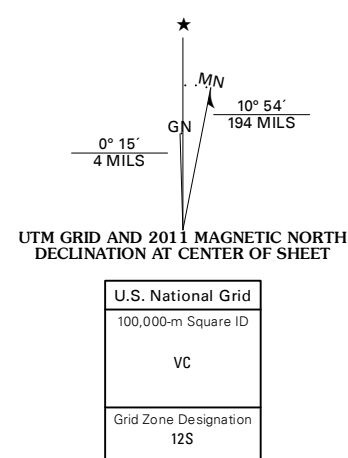 ★
MN
10° 54´
194 MILS
GN
0° 15´
4 MILS
UTM GRID AND 2011 MAGNETIC NORTH
DECLINATION AT CENTER OF SHEET
U.S. National Grid
100,000-m Square ID
VC
Grid Zone Designation
12S